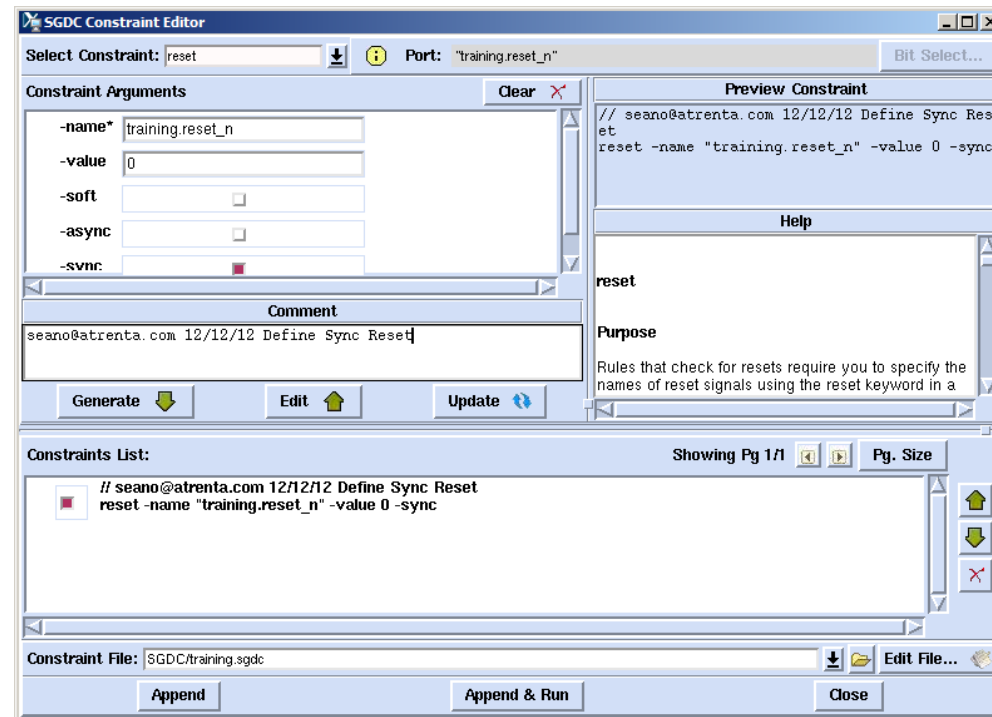 SGDC Constraint Editor
Select Constraint: reset
Port: "training.reset_n"
Bit Select...
Constraint Arguments
Clear
-name* training.reset_n
-value 0
-soft
-async
-sync
Comment
seano@atrenta.com 12/12/12 Define Sync Reset
Generate
Edit
Update
Preview Constraint
// seano@atrenta.com 12/12/12 Define Sync Res
et
reset -name "training.reset_n" -value 0 -sync
Help
reset
Purpose
Rules that check for resets require you to specify the
names of reset signals using the reset keyword in a
Constraints List:
Showing Pg 1/1
Pg. Size
// seano@atrenta.com 12/12/12 Define Sync Reset
reset -name "training.reset_n" -value 0 -sync
Constraint File: SGDC/training.sgdc
Edit File...
Append
Append & Run
Close